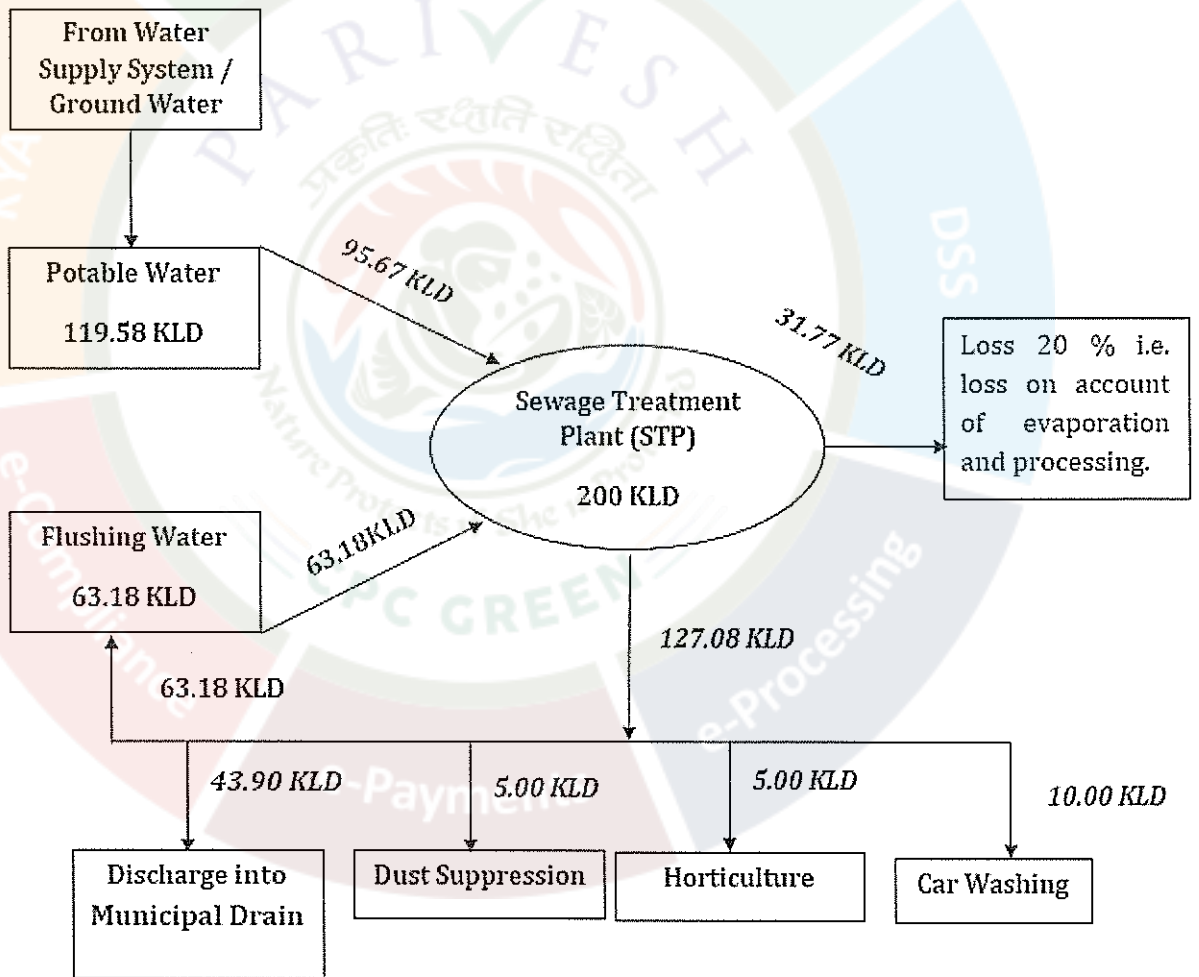 From Water
Supply System /
Ground Water
PARIVESH
प्रकृतिः रक्षति रक्षिता
KYA
DSS
Potable Water
119.58 KLD
95.67 KLD
31.77 KLD
Loss 20 % i.e.
loss on account
of evaporation
and processing.
Sewage Treatment
Plant (STP)
200 KLD
Nature Protects
She
e-Compliance
Flushing Water
63.18 KLD
63.18KLD
CPC GREEN
127.08 KLD
e-Processing
63.18 KLD
43.90 KLD
5.00 KLD
5.00 KLD
10.00 KLD
e-Payments
Discharge into
Municipal Drain
Dust Suppression
Horticulture
Car Washing